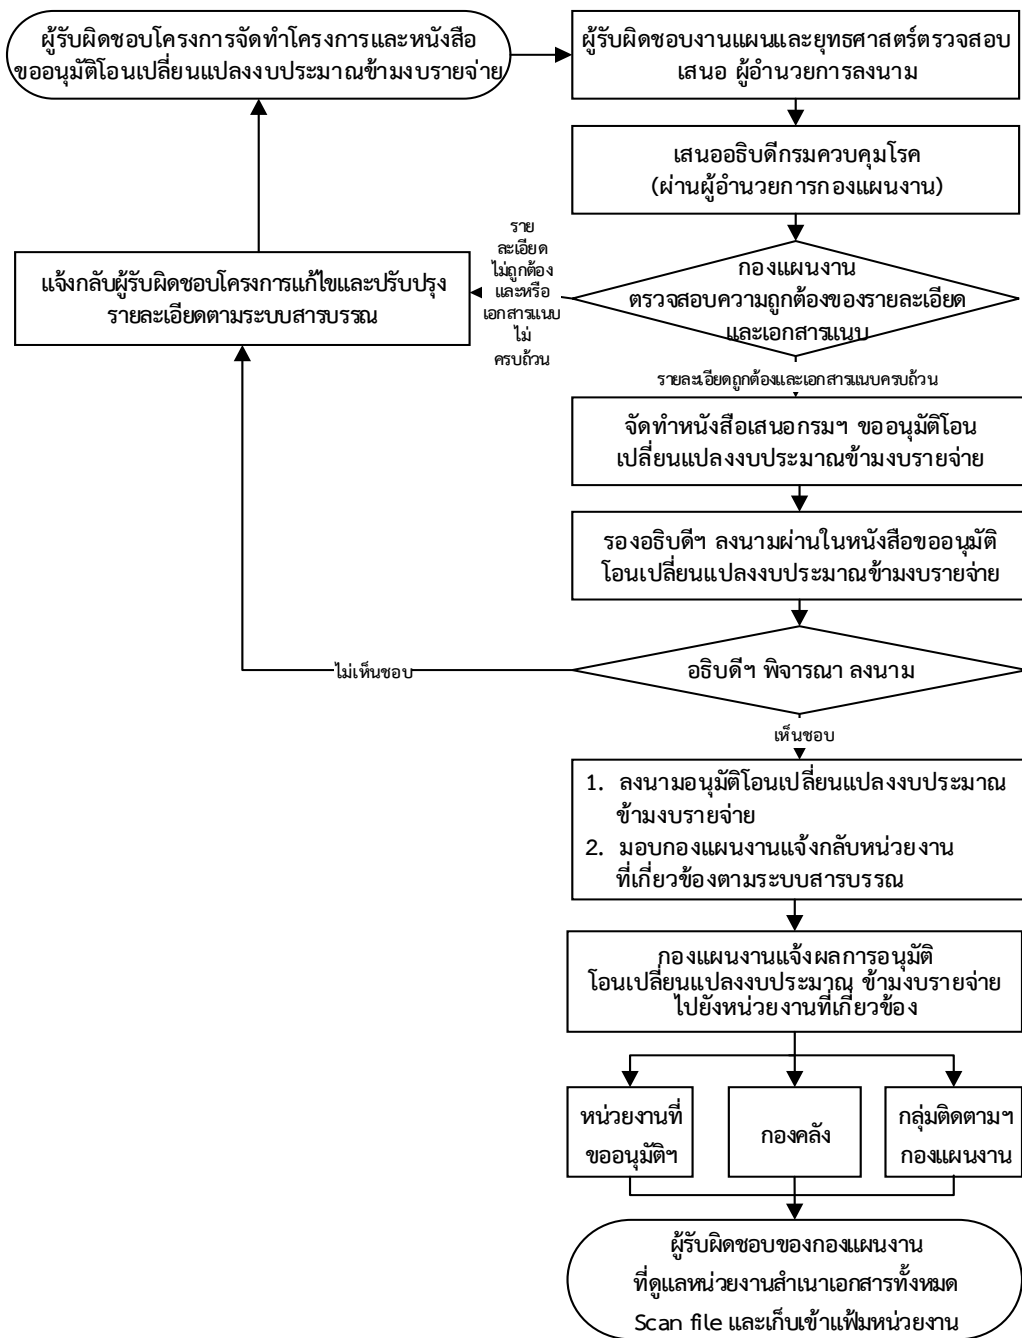 ผู้รับผิดชอบโครงการจัดทำโครงการและหนังสือ
ขออนุมัติโอนเปลี่ยนแปลงงบประมาณข้ามงบรายจ่าย
ผู้รับผิดชอบงานแผนและยุทธศาสตร์ตรวจสอบ
เสนอ ผู้อำนวยการลงนาม
เสนออธิบดีกรมควบคุมโรค
(ผ่านผู้อำนวยการกองแผนงาน)
กองแผนงาน
ตรวจสอบความถูกต้องของรายละเอียด
และเอกสารแนบ
ราย
ละเอียด
ไม่ถูกต้อง
และหรือ
เอกสารแนบ
ไม่
ครบถ้วน
แจ้งกลับผู้รับผิดชอบโครงการแก้ไขและปรับปรุง
รายละเอียดตามระบบสารบรรณ
รายละเอียดถูกต้องและเอกสารแนบครบถ้วน
จัดทำหนังสือเสนอกรมฯ ขออนุมัติโอน
เปลี่ยนแปลงงบประมาณข้ามงบรายจ่าย
รองอธิบดีฯ ลงนามผ่านในหนังสือขออนุมัติ
โอนเปลี่ยนแปลงงบประมาณข้ามงบรายจ่าย
อธิบดีฯ พิจารณา ลงนาม
ไม่เห็นชอบ
เห็นชอบ
1. ลงนามอนุมัติโอนเปลี่ยนแปลงงบประมาณ
ข้ามงบรายจ่าย
2. มอบกองแผนงานแจ้งกลับหน่วยงาน
ที่เกี่ยวข้องตามระบบสารบรรณ
กองแผนงานแจ้งผลการอนุมัติ
โอนเปลี่ยนแปลงงบประมาณ ข้ามงบรายจ่าย
ไปยังหน่วยงานที่เกี่ยวข้อง
หน่วยงานที่
ขออนุมัติฯ
กองคลัง
กลุ่มติดตามฯ
กองแผนงาน
ผู้รับผิดชอบของกองแผนงาน
ที่ดูแลหน่วยงานสำเนาเอกสารทั้งหมด
Scan file และเก็บเข้าแฟ้มหน่วยงาน